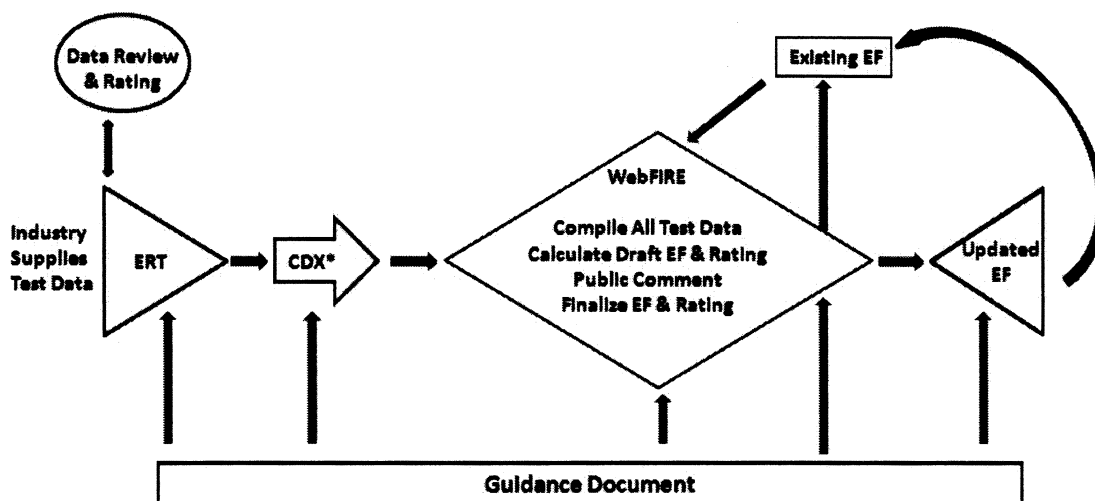 Data Review
& Rating
Existing EF
WebFIRE
Industry
Supplies
Test Data
ERT
CDX*
Compile All Test Data
Calculate Draft EF & Rating
Public Comment
Finalize EF & Rating
Updated
EF
Guidance Document